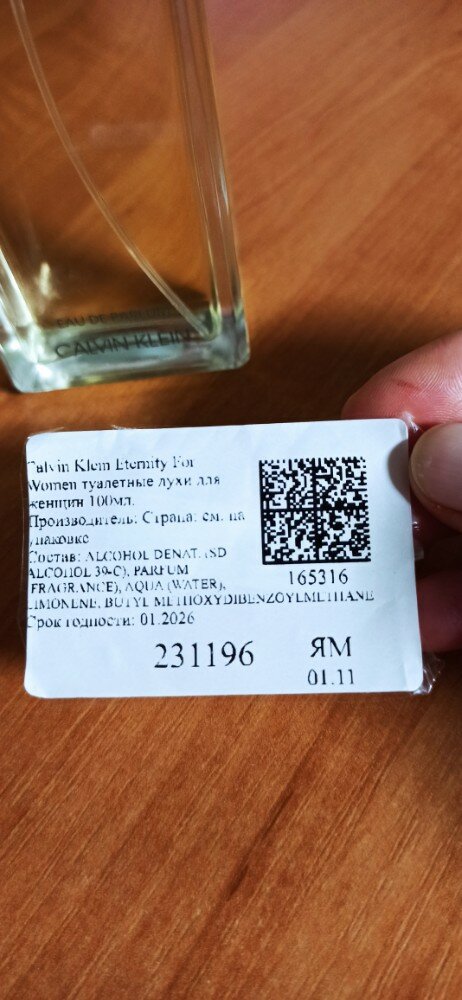 EAU DE PARFUM
CALVIN KLEIN
Calvin Klein Eternity For
Women туалетные духи для
женщин 100мл.
Производитель: Страна: см. на
упаковке
Состав: ALCOHOL DENAT. (SD
ALCOHOL 39-C), PARFUM
(FRAGRANCE), AQUA (WATER),
LIMONENE, BUTYL METHOXYDIBENZOYLMETHANE
Срок годности: 01.2026
165316
231196
ЯМ
01.11